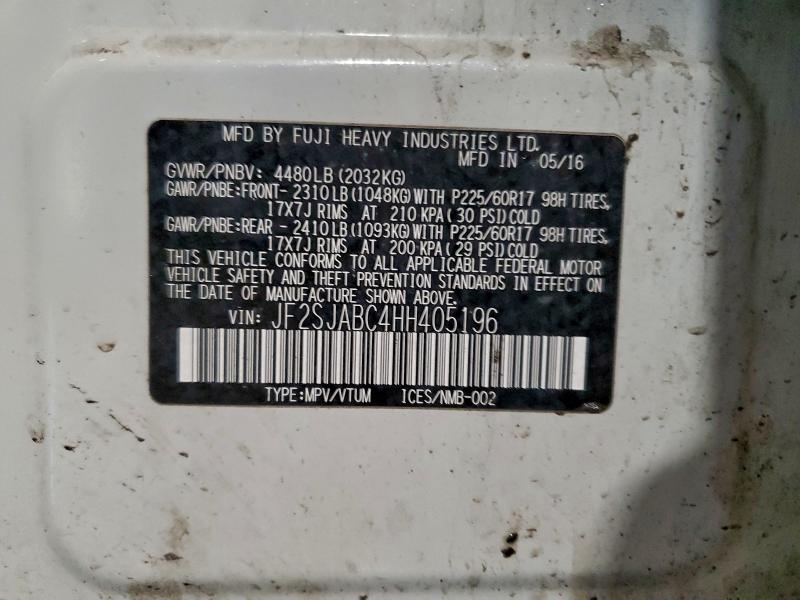 MFD BY FUJI HEAVY INDUSTRIES LTD.
MFD IN 05/16
GVWR/PNBV: 4480LB(2032KG)
GAWR/PNBE:FRONT- 2310LB(1048KG)WITH P225/60R17 98H TIRES,
17X7J RIMS AT 210 KPA(30 PSI)COLD
GAWR/PNBE:REAR - 2410LB(1093KG)WITH P225/60R17 98H TIRES,
17X7J RIMS AT 200 KPA(29 PSI)COLD
THIS VEHICLE CONFORMS TO ALL APPLICABLE FEDERAL MOTOR
VEHICLE SAFETY AND THEFT PREVENTION STANDARDS IN EFFECT ON
THE DATE OF MANUFACTURE SHOWN ABOVE.
VIN: JF2SJABC4HH405196
TYPE:MPV/VTUM ICES/NMB-002